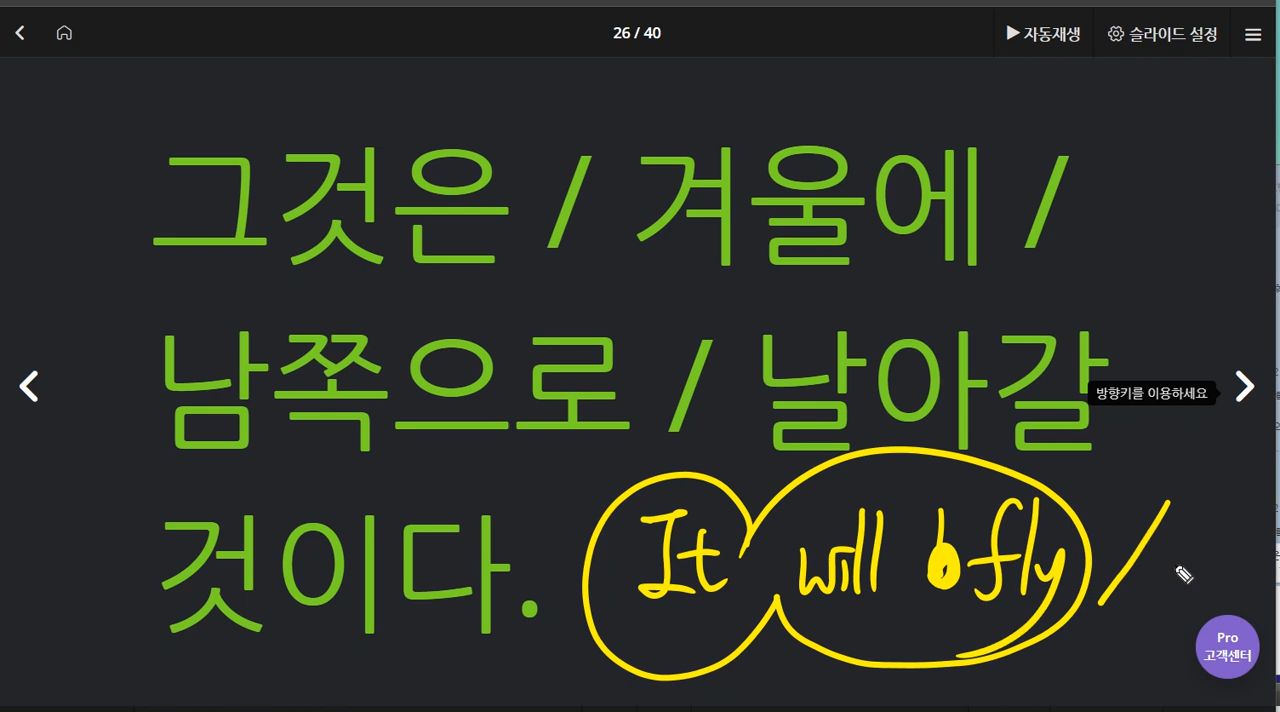 26 / 40
▶ 자동재생
슬라이드 설정
그것은 / 겨울에 /
남쪽으로 / 날아갈
방향키를 이용하세요
것이다. It will fly /
Pro
고객센터